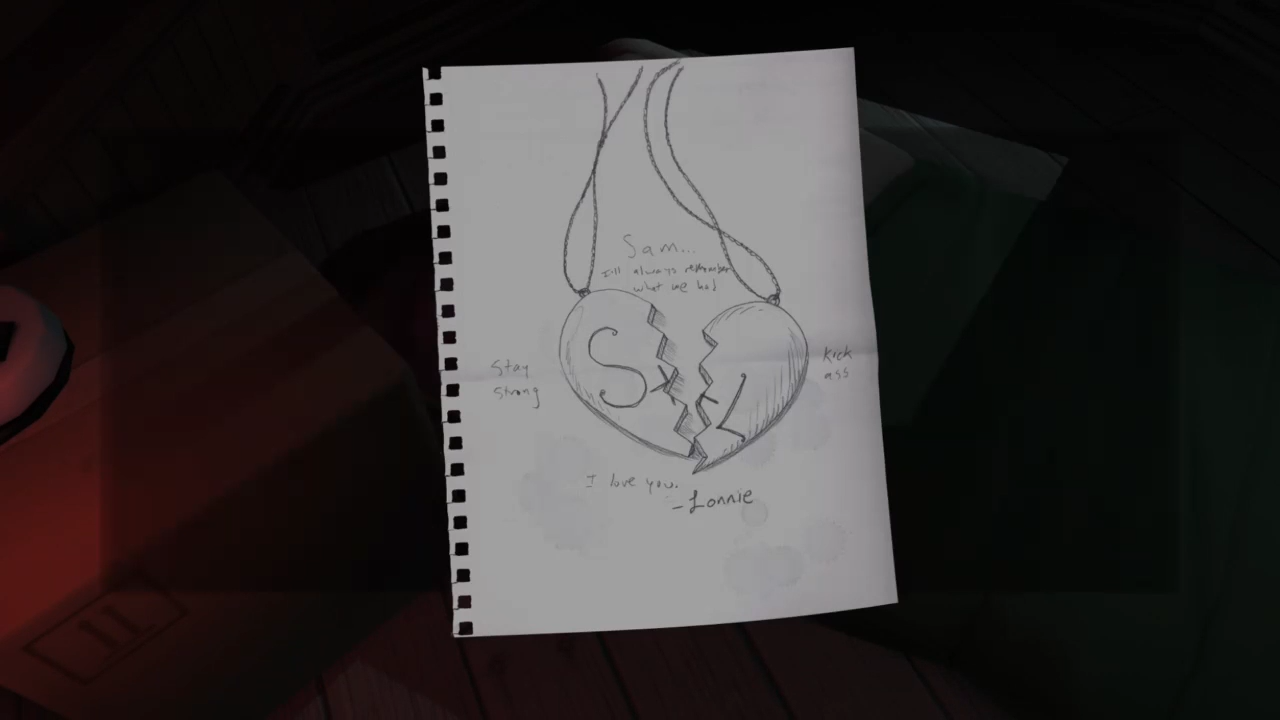 Sam...
I'll always remember
what we had
Stay
strong
Kick
ass
S + L
I love you.
- Lonnie